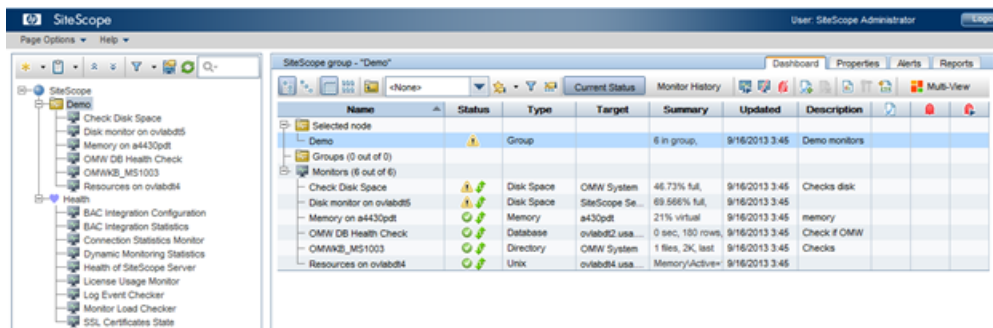 hp SiteScope User: SiteScope Administrator Logo
Page Options Help
SiteScope
Demo
Check Disk Space
Disk monitor on ovlabdt5
Memory on a4430pdt
OMW DB Health Check
OMWKB_MS1003
Resources on ovlabdt4
Health
BAC Integration Configuration
BAC Integration Statistics
Connection Statistics Monitor
Dynamic Monitoring Statistics
Health of SiteScope Server
License Usage Monitor
Log Event Checker
Monitor Load Checker
SSL Certificates State
SiteScope group - "Demo" Dashboard Properties Alerts Reports
<None> Current Status Monitor History Multi-View
Name Status Type Target Summary Updated Description
Selected node
Demo Group 6 in group, 9/16/2013 3:45 Demo monitors
Groups (0 out of 0)
Monitors (6 out of 6)
Check Disk Space Disk Space OMW System 46.73% full, 9/16/2013 3:45 Checks disk
Disk monitor on ovlabdt5 Disk Space SiteScope Se... 69.566% full, 9/16/2013 3:45
Memory on a4430pdt Memory a430pdt 21% virtual 9/16/2013 3:45 memory
OMW DB Health Check Database ovlabdt2.usa.... 0 sec, 180 rows, 9/16/2013 3:45 Check if OMW
OMWKB_MS1003 Directory OMW System 1 files, 2K, last 9/16/2013 3:45 Checks
Resources on ovlabdt4 Unix ovlabdt4.usa.... Memory\Active= 9/16/2013 3:45